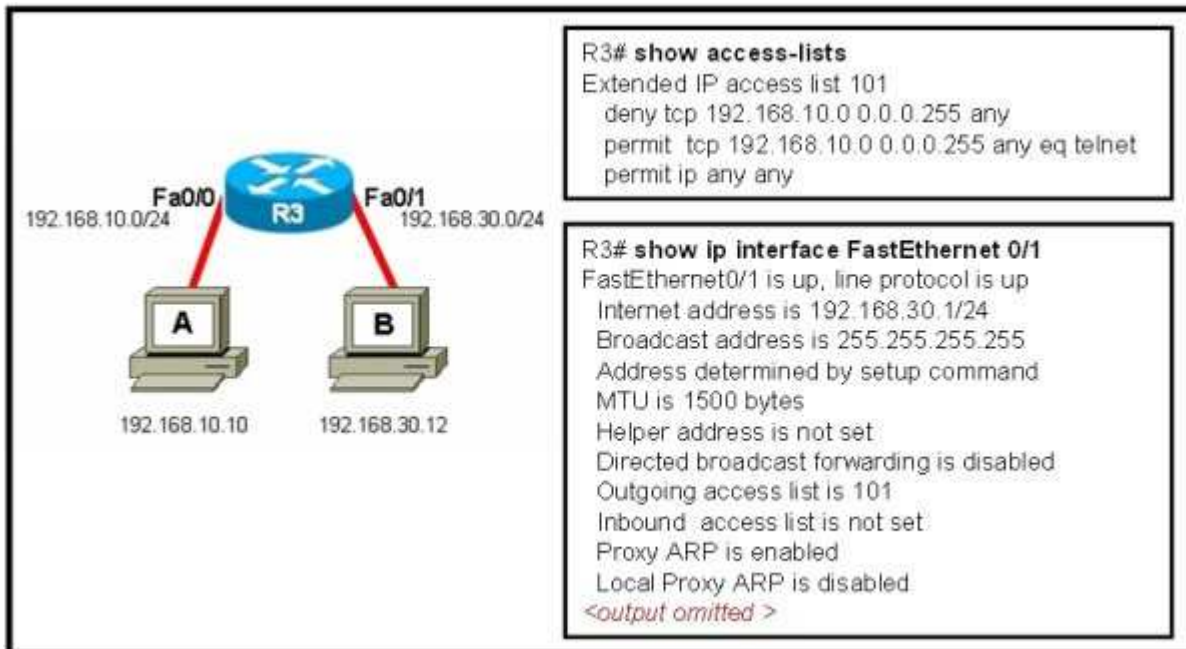 Fa0/0
Fa0/1
192.168.10.0/24
R3
192.168.30.0/24
A
B
192.168.10.10
192.168.30.12
R3# show access-lists
Extended IP access list 101
deny tcp 192.168.10.0 0.0.0.255 any
permit tcp 192.168.10.0 0.0.0.255 any eq telnet
permit ip any any
R3# show ip interface FastEthernet 0/1
FastEthernet0/1 is up, line protocol is up
Internet address is 192.168.30.1/24
Broadcast address is 255.255.255.255
Address determined by setup command
MTU is 1500 bytes
Helper address is not set
Directed broadcast forwarding is disabled
Outgoing access list is 101
Inbound access list is not set
Proxy ARP is enabled
Local Proxy ARP is disabled
<output omitted >